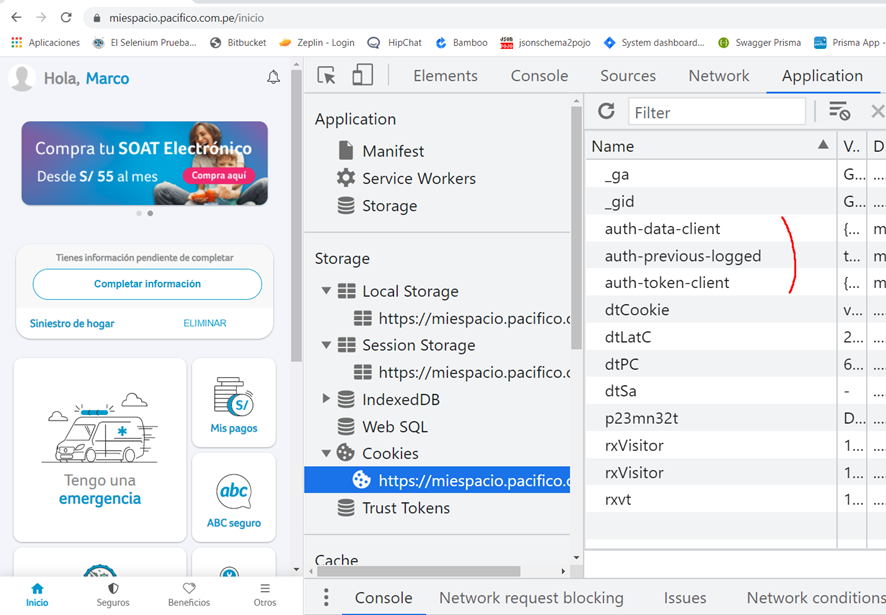 miespacio.pacifico.com.pe/inicio
Aplicaciones El Selenium Prueba... Bitbucket Zeplin - Login HipChat Bamboo jsonschema2pojo System dashboard... Swagger Prisma Prisma App -
Hola, Marco
Compra tu SOAT Electrónico
Desde S/ 55 al mes
Compra aquí
Tienes información pendiente de completar
Completar información
Siniestro de hogar ELIMINAR
Tengo una
emergencia
S/
Mis pagos
abc
ABC seguro
Inicio Seguros Beneficios Otros
Elements Console Sources Network Application
Application
Manifest
Service Workers
Storage
Storage
Local Storage
https://miespacio.pacifico.c
Session Storage
https://miespacio.pacifico.c
IndexedDB
Web SQL
Cookies
https://miespacio.pacifico.c
Trust Tokens
Cache
Filter
Name V.. D
_ga G... ....
_gid G... ....
auth-data-client {... m
auth-previous-logged t... m
auth-token-client {... m
dtCookie v... ....
dtLatC 2... ....
dtPC 6... ....
dtSa - ....
p23mn32t D... ....
rxVisitor 1... ....
rxVisitor 1... ....
rxvt 1... ....
Console Network request blocking Issues Network conditions